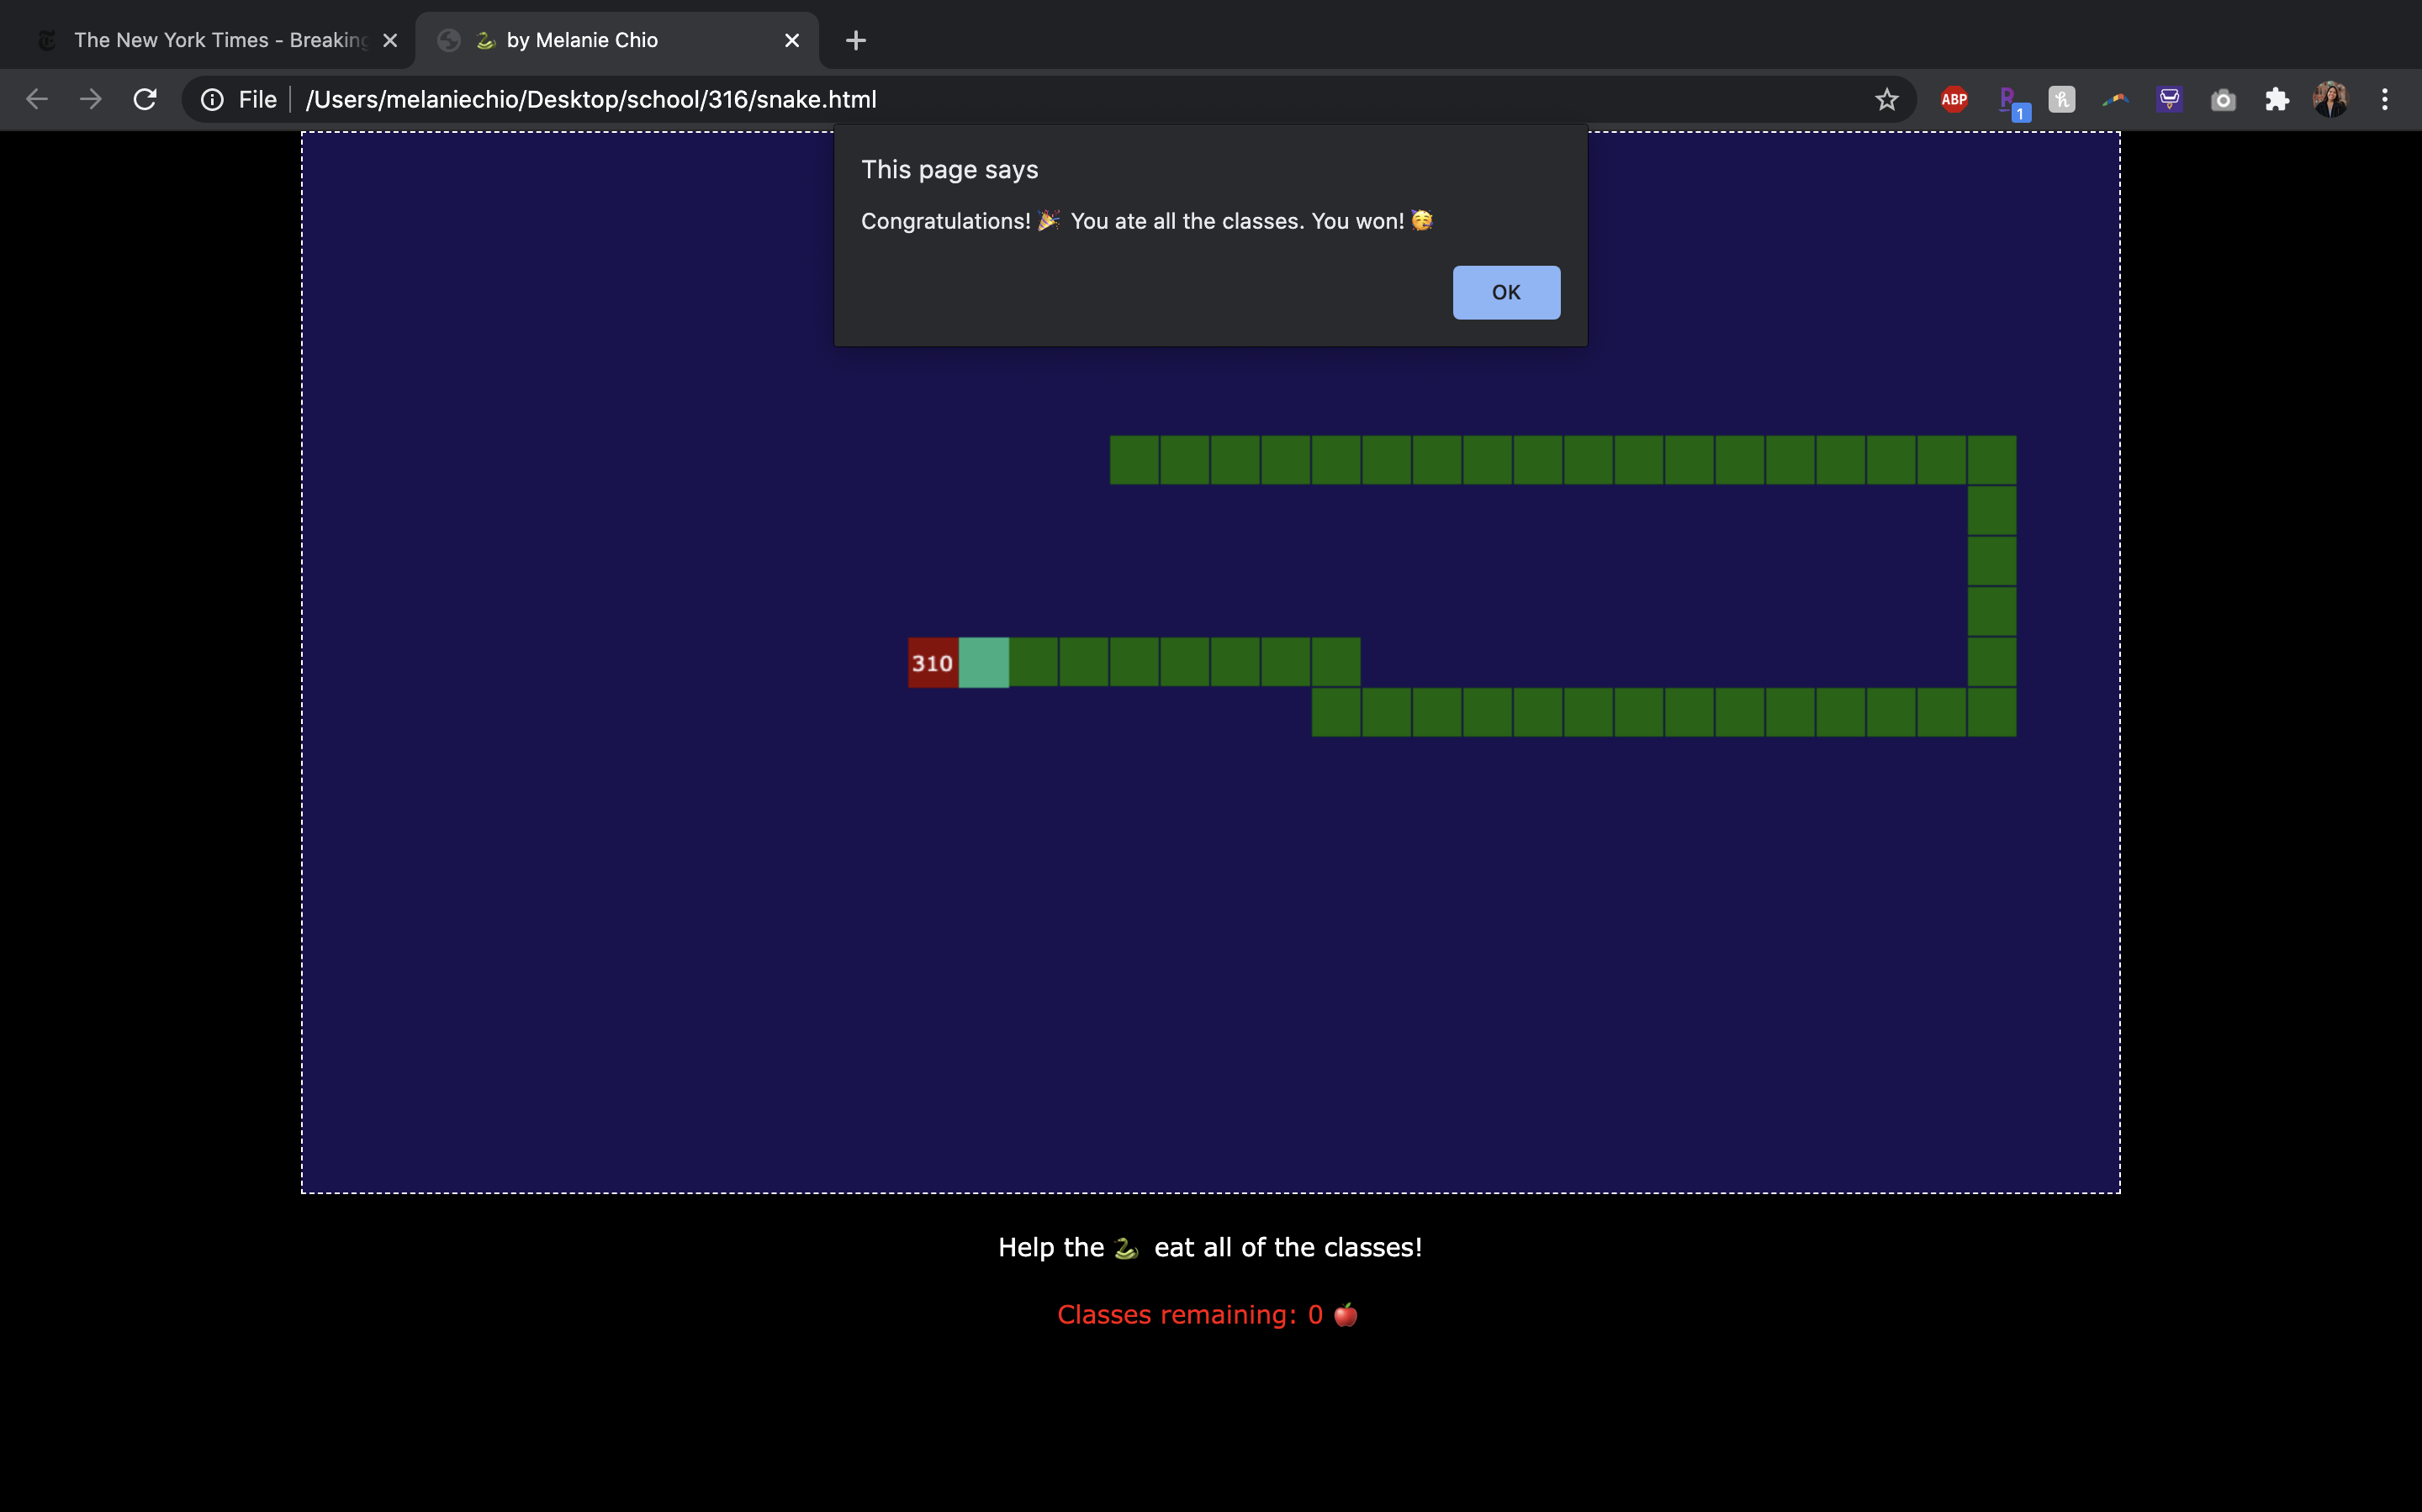 The New York Times - Breaking
🐍 by Melanie Chio
File
/Users/melaniechio/Desktop/school/316/snake.html
ABP
1
This page says
Congratulations! 🎉 You ate all the classes. You won! 🥳
OK
310
Help the 🐍 eat all of the classes!
Classes remaining: 0 🍎